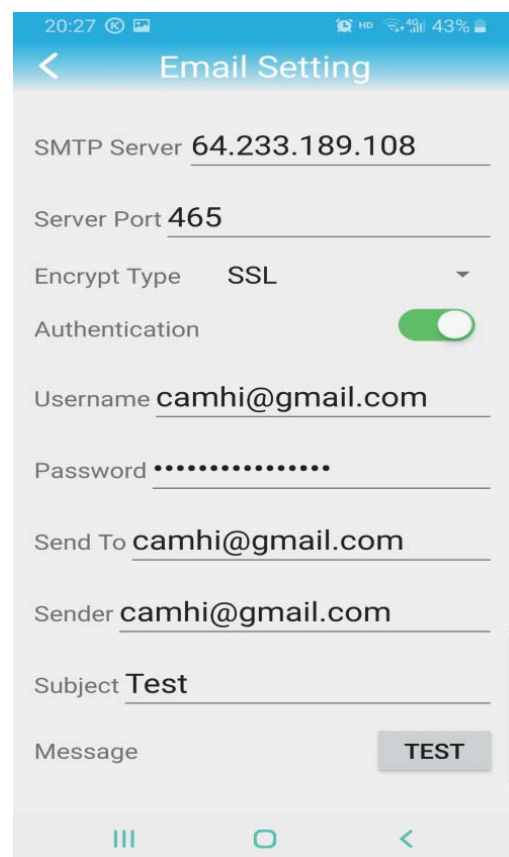 20:27 K HD 4G 43%
Email Setting
SMTP Server 64.233.189.108
Server Port 465
Encrypt Type SSL
Authentication
Username camhi@gmail.com
Password ••••••••••••••••
Send To camhi@gmail.com
Sender camhi@gmail.com
Subject Test
Message TEST